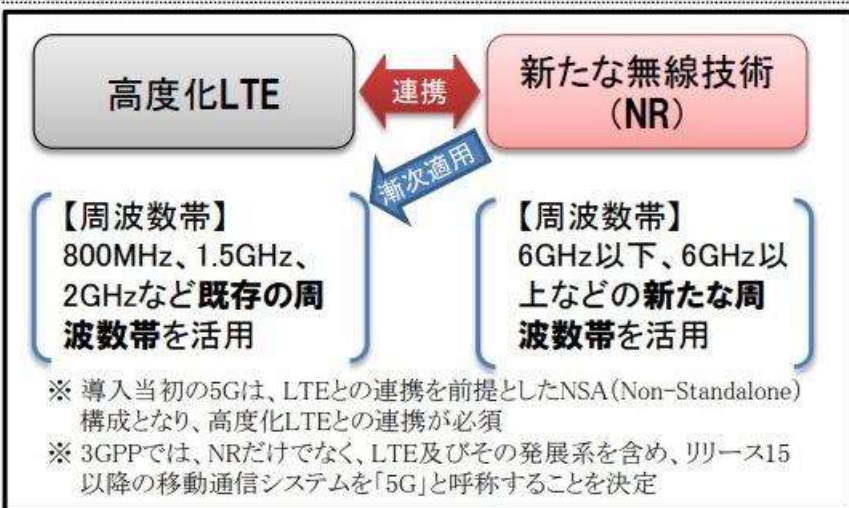 高度化LTE
連携
新たな無線技術
（NR）
漸次適用
【周波数帯】
800MHz、1.5GHz、
2GHzなど既存の周
波数帯を活用
【周波数帯】
6GHz以下、6GHz以
上などの新たな周
波数帯を活用
※ 導入当初の5Gは、LTEとの連携を前提としたNSA（Non-Standalone）
構成となり、高度化LTEとの連携が必須
※ 3GPPでは、NRだけでなく、LTE及びその発展系を含め、リリース15
以降の移動通信システムを「5G」と呼称することを決定